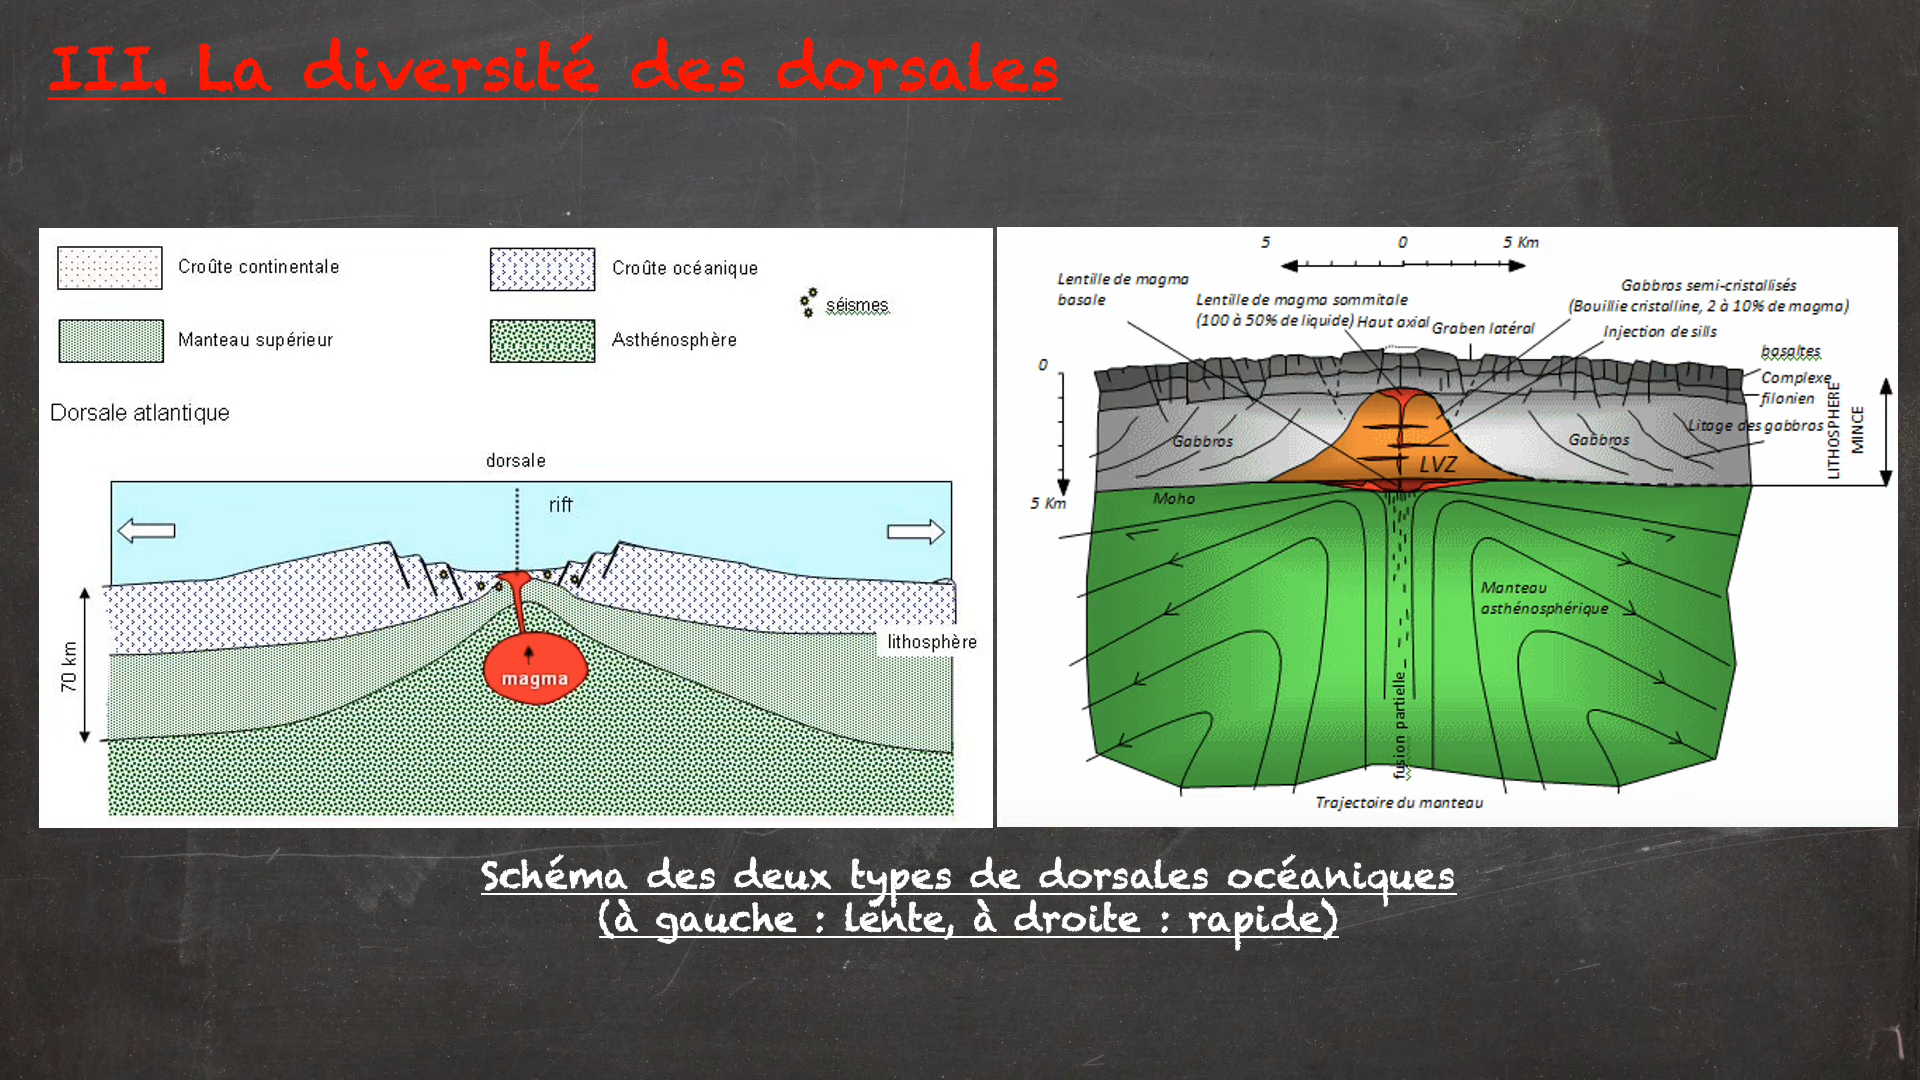 III. La diversité des dorsales
Croûte continentale
Croûte océanique
séismes
Manteau supérieur
Asthénosphère
Dorsale atlantique
dorsale
rift
70 km
lithosphère
magma
5 0 5 Km
Lentille de magma
basale
Lentille de magma sommitale
(100 à 50% de liquide)
Haut axial
Graben latéral
Gabbros semi-cristallisés
(Bouillie cristalline, 2 à 10% de magma)
Injection de sills
basaltes
Complexe
filonien
Litage des gabbros
LITHOSPHERE
MINCE
0
5 Km
Gabbros
Gabbros
LVZ
Moho
Manteau
asthénosphérique
fusion partielle
Trajectoire du manteau
Schéma des deux types de dorsales océaniques
(à gauche : lente, à droite : rapide)